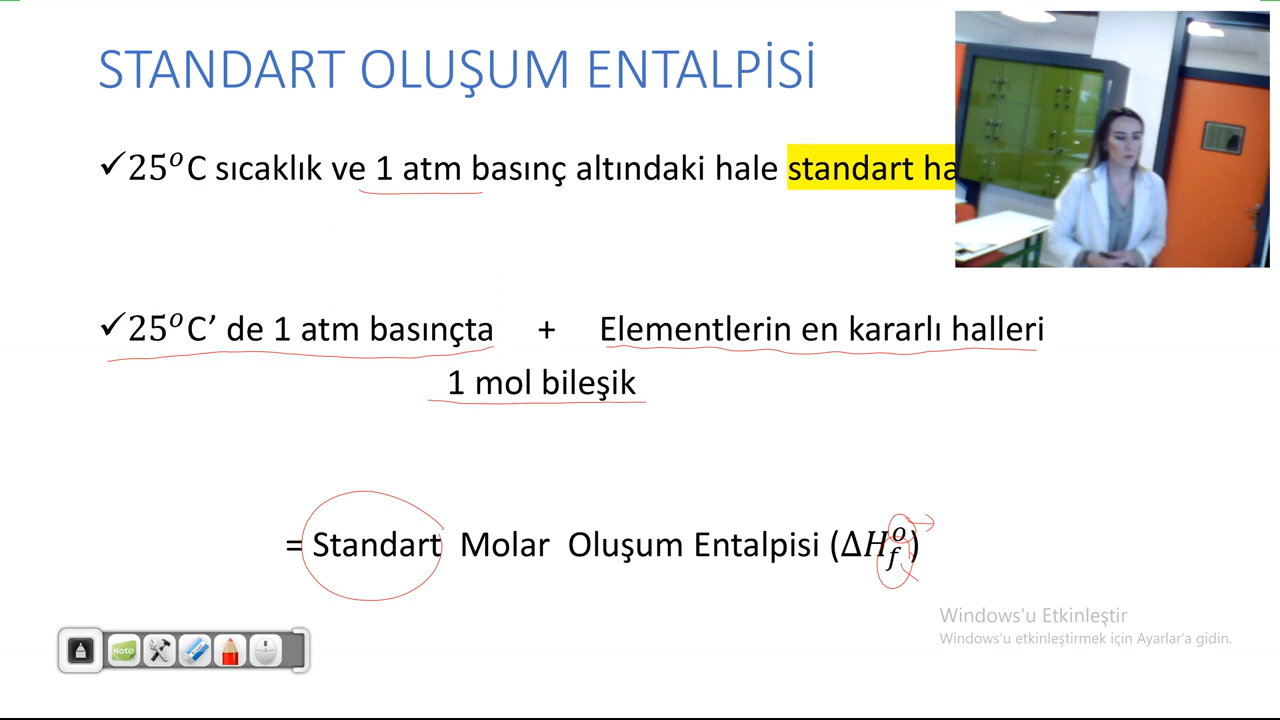 STANDART OLUŞUM ENTALPİSİ
✓25°C sıcaklık ve 1 atm basınç altındaki hale standart ha
✓25°C’ de 1 atm basınçta + Elementlerin en kararlı halleri
1 mol bileşik
= Standart Molar Oluşum Entalpisi (ΔH°f)
Note
Windows'u Etkinleştir
Windows'u etkinleştirmek için Ayarlar'a gidin.